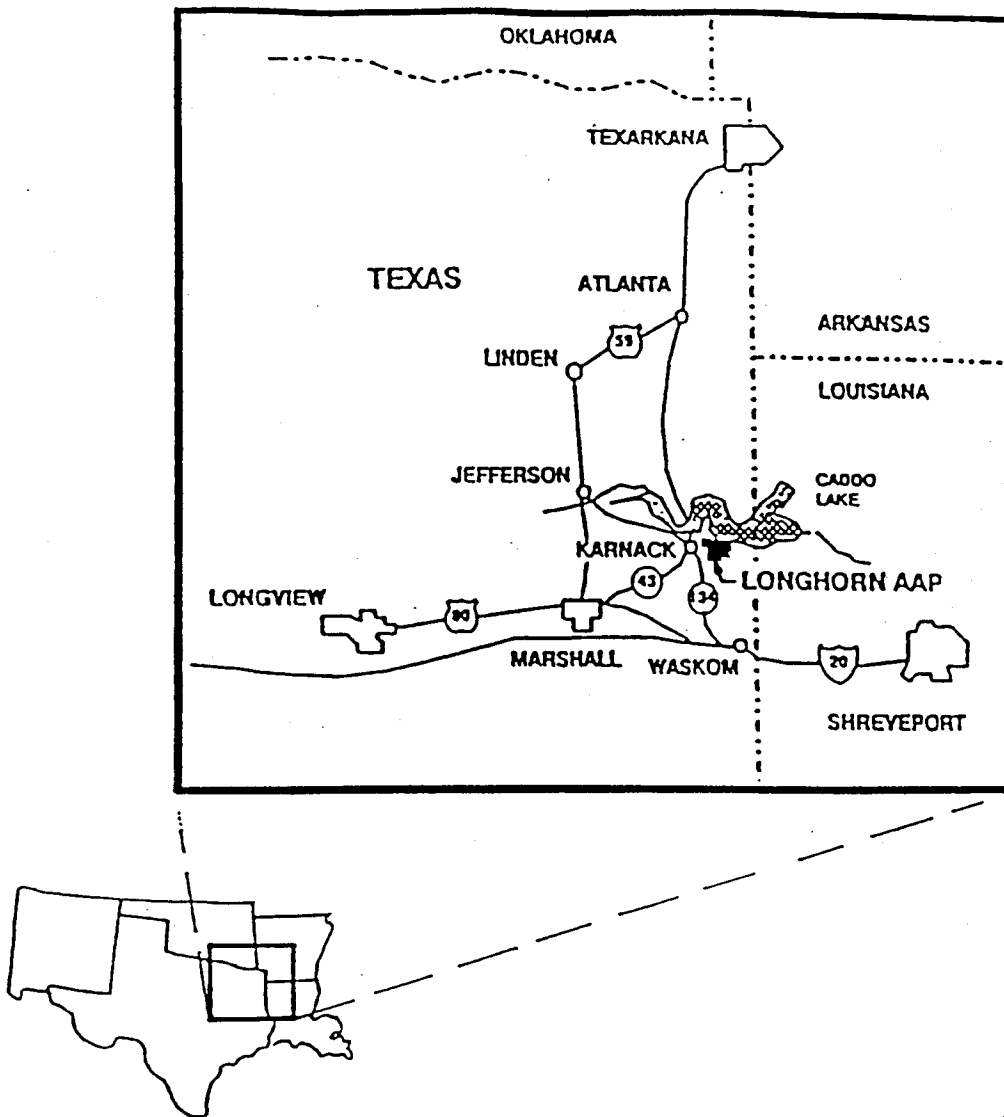 OKLAHOMA
TEXARKANA
TEXAS
ATLANTA
ARKANSAS
59
LINDEN
LOUISIANA
JEFFERSON
CADDO
LAKE
KARNACK
LONGHORN AAP
43
134
LONGVIEW
80
MARSHALL
WASKOM
20
SHREVEPORT